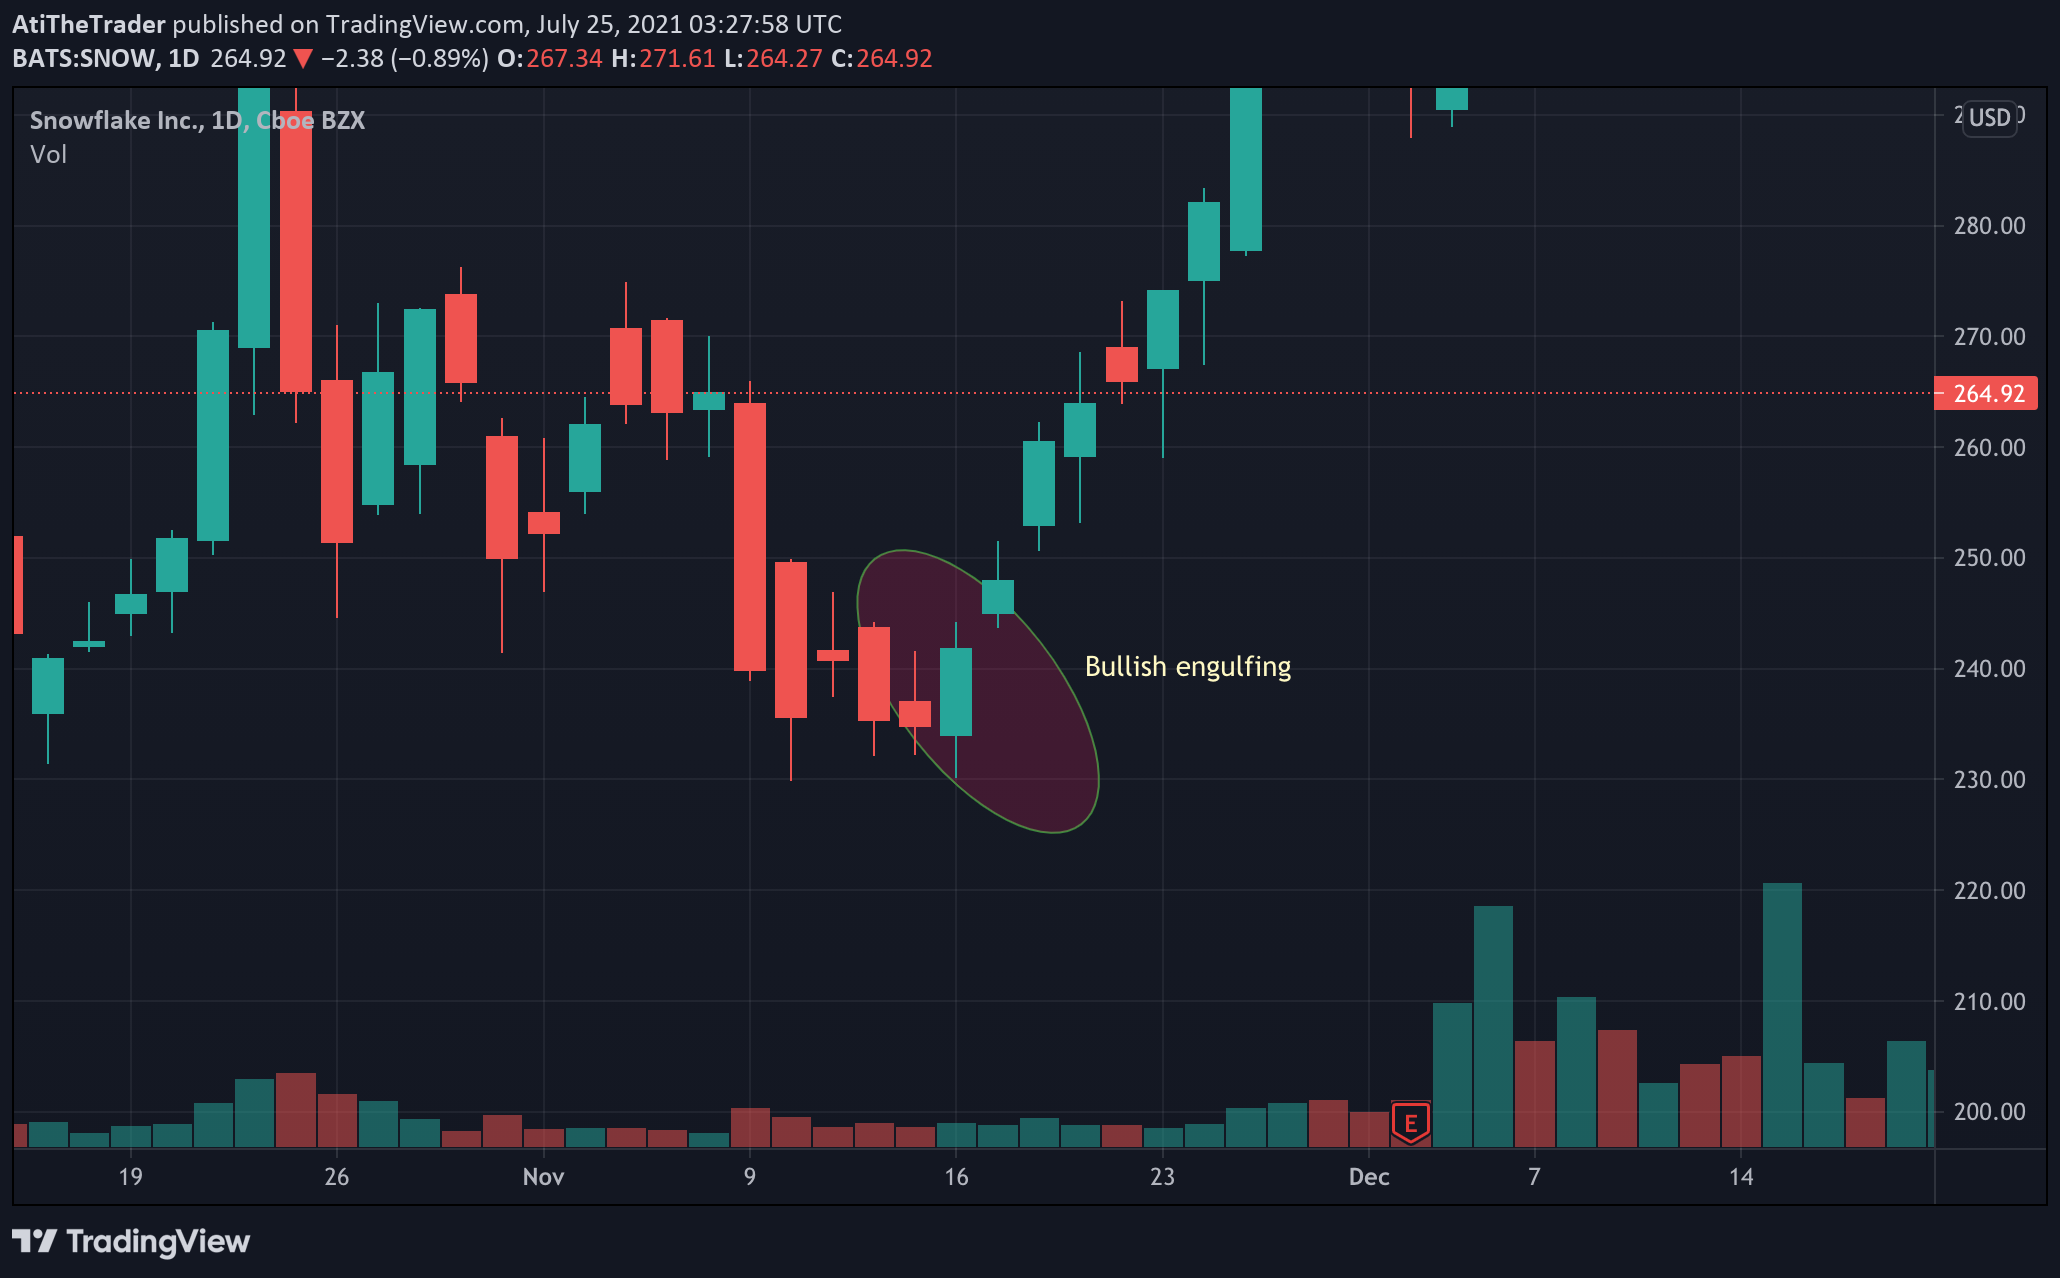 AtiTheTrader published on TradingView.com, July 25, 2021 03:27:58 UTC
BATS:SNOW, 1D 264.92 ▼ −2.38 (−0.89%) O:267.34 H:271.61 L:264.27 C:264.92
Snowflake Inc., 1D, Cboe BZX
Vol
USD
280.00
270.00
264.92
260.00
250.00
Bullish engulfing
240.00
230.00
220.00
210.00
200.00
E
19 26 Nov 9 16 23 Dec 7 14
TradingView